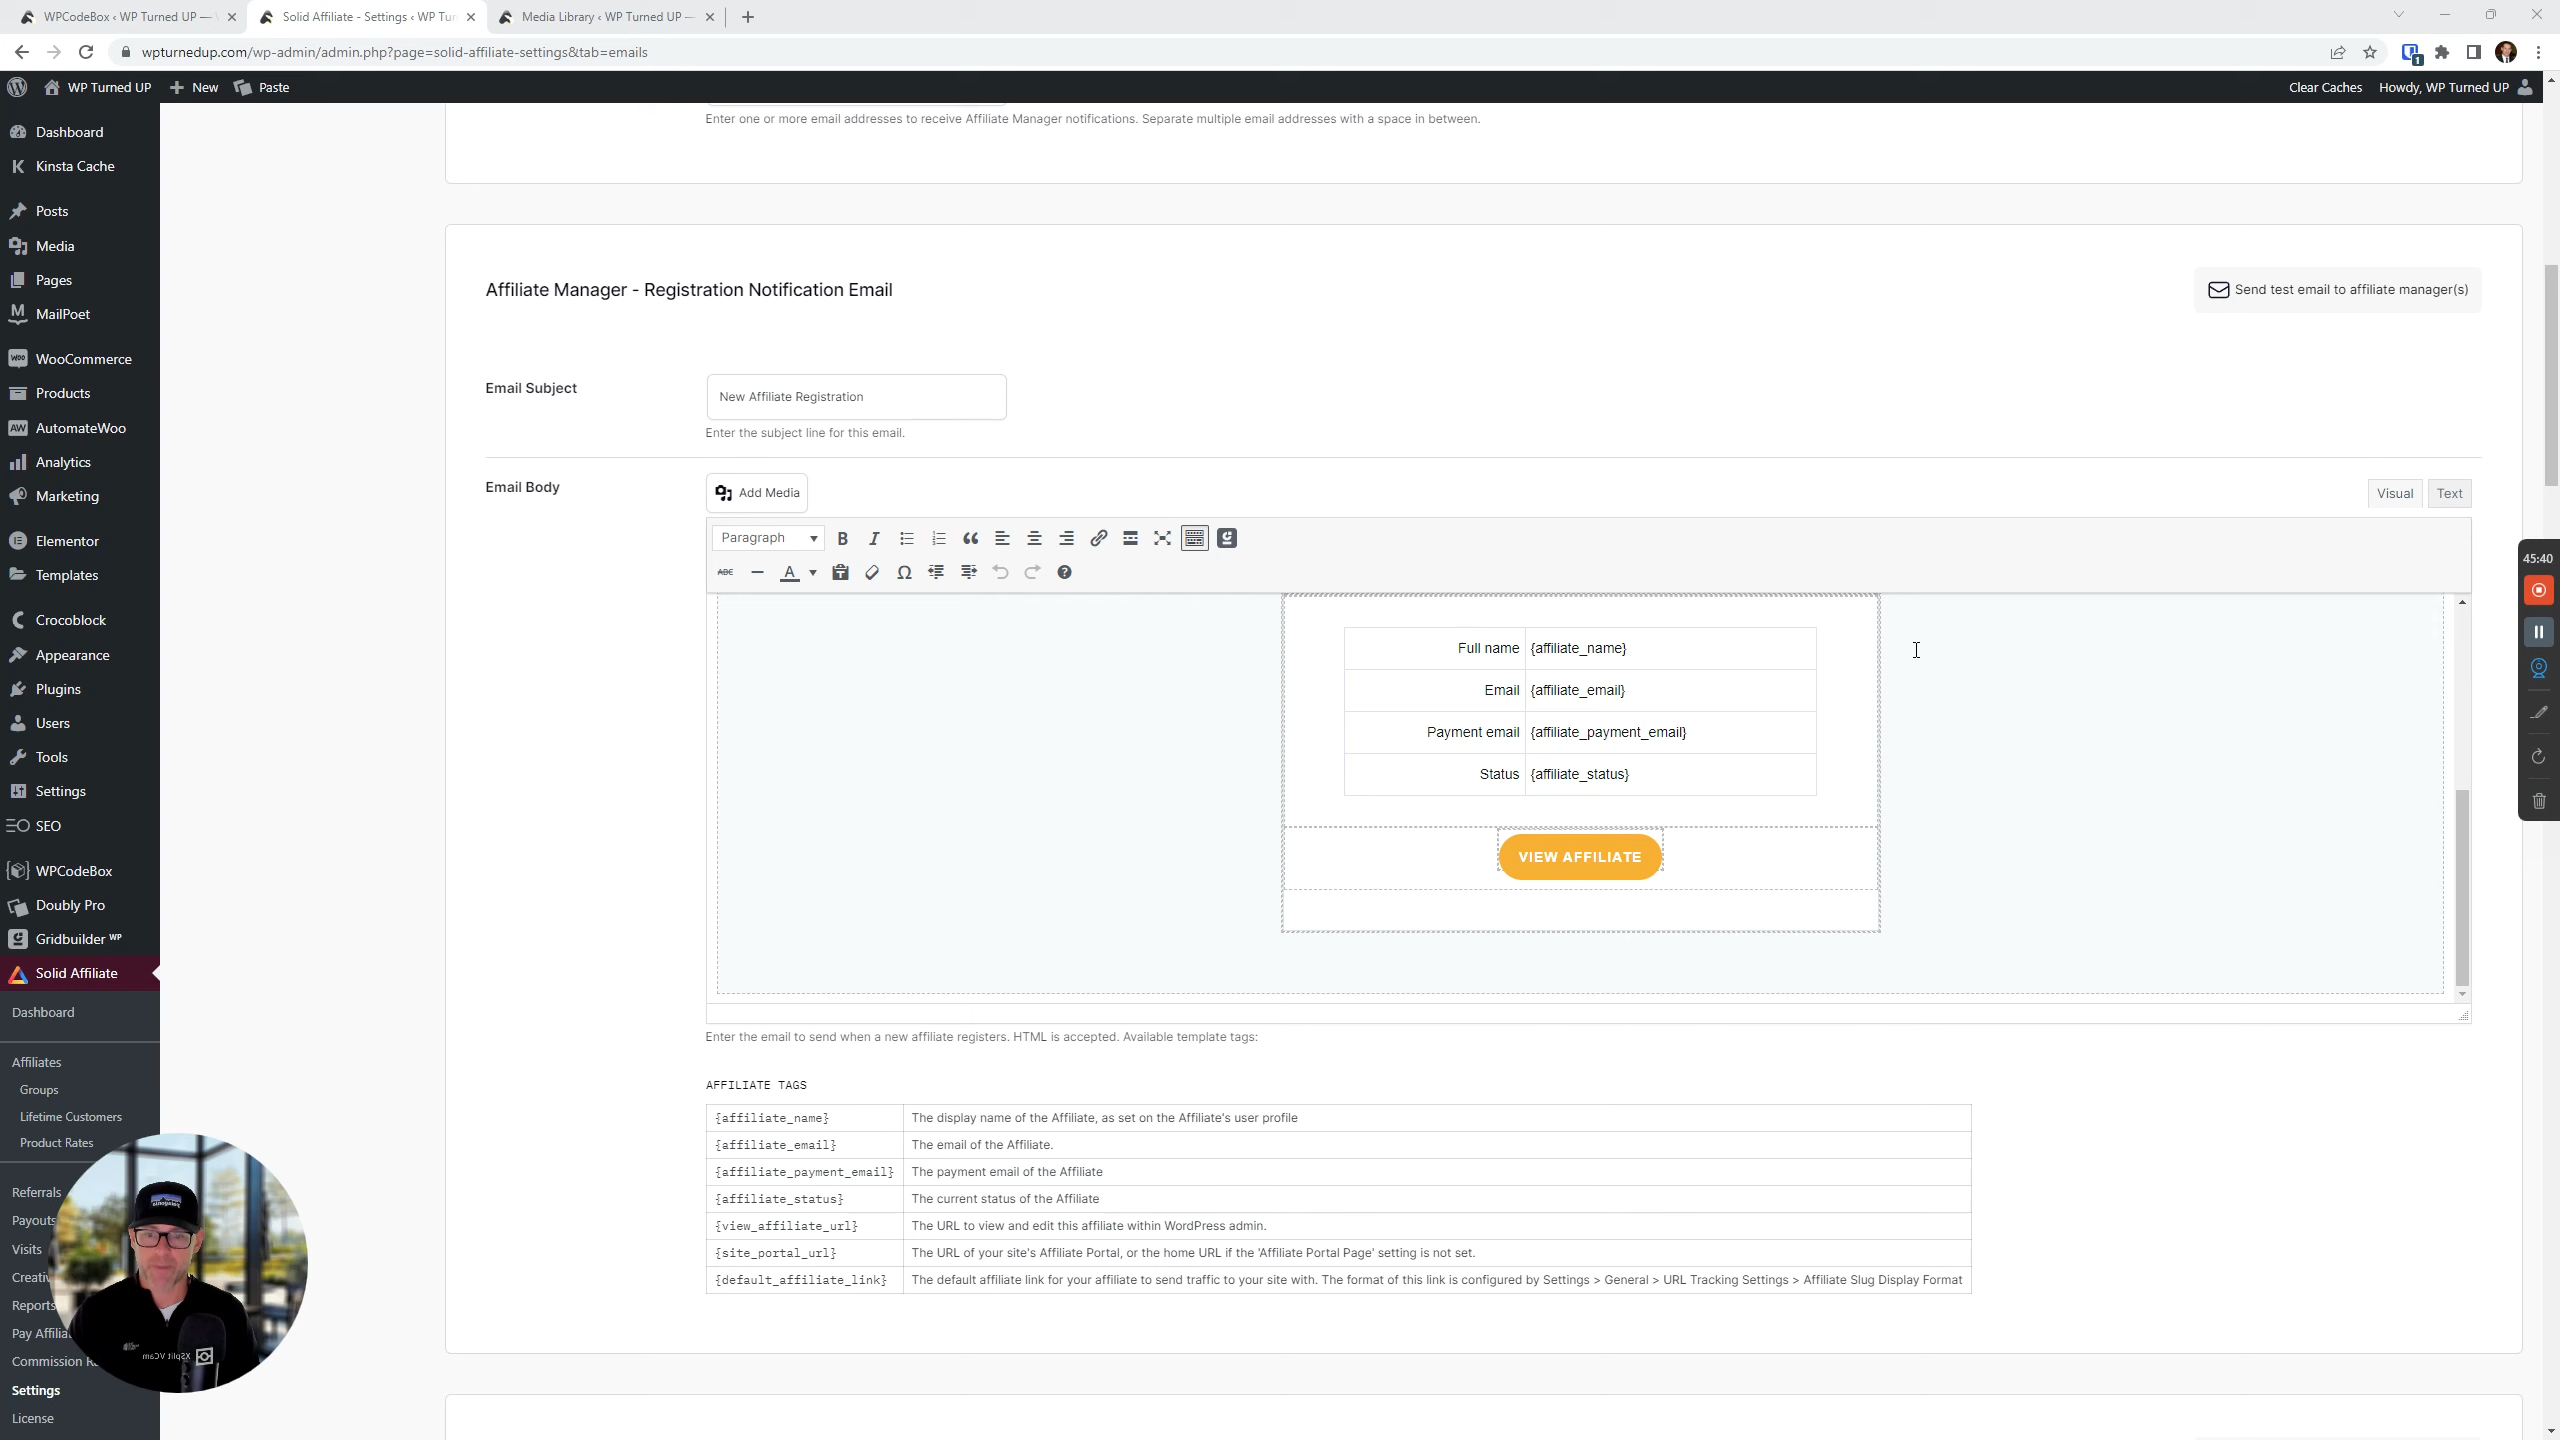 WPCodeBox ‹ WP Turned UP —
Solid Affiliate - Settings ‹ WP Tur
Media Library ‹ WP Turned UP —
wpturnedup.com/wp-admin/admin.php?page=solid-affiliate-settings&tab=emails
WP Turned UP
New
Paste
Clear Caches
Howdy, WP Turned UP
Dashboard
Kinsta Cache
Posts
Media
Pages
MailPoet
WooCommerce
Products
AutomateWoo
Analytics
Marketing
Elementor
Templates
Crocoblock
Appearance
Plugins
Users
Tools
Settings
SEO
WPCodeBox
Doubly Pro
Gridbuilder WP
Solid Affiliate
Dashboard
Affiliates
Groups
Lifetime Customers
Product Rates
Referrals
Payouts
Visits
Creativ
Reports
Pay Affilia
Commission Ra
Settings
License
Enter one or more email addresses to receive Affiliate Manager notifications. Separate multiple email addresses with a space in between.
Affiliate Manager - Registration Notification Email
Send test email to affiliate manager(s)
Email Subject
New Affiliate Registration
Enter the subject line for this email.
Email Body
Add Media
Visual
Text
Paragraph
Full name {affiliate_name}
Email {affiliate_email}
Payment email {affiliate_payment_email}
Status {affiliate_status}
VIEW AFFILIATE
Enter the email to send when a new affiliate registers. HTML is accepted. Available template tags:
AFFILIATE TAGS
{affiliate_name} The display name of the Affiliate, as set on the Affiliate's user profile
{affiliate_email} The email of the Affiliate.
{affiliate_payment_email} The payment email of the Affiliate
{affiliate_status} The current status of the Affiliate
{view_affiliate_url} The URL to view and edit this affiliate within WordPress admin.
{site_portal_url} The URL of your site's Affiliate Portal, or the home URL if the 'Affiliate Portal Page' setting is not set.
{default_affiliate_link} The default affiliate link for your affiliate to send traffic to your site with. The format of this link is configured by Settings > General > URL Tracking Settings > Affiliate Slug Display Format
45:40
XSplit VCam